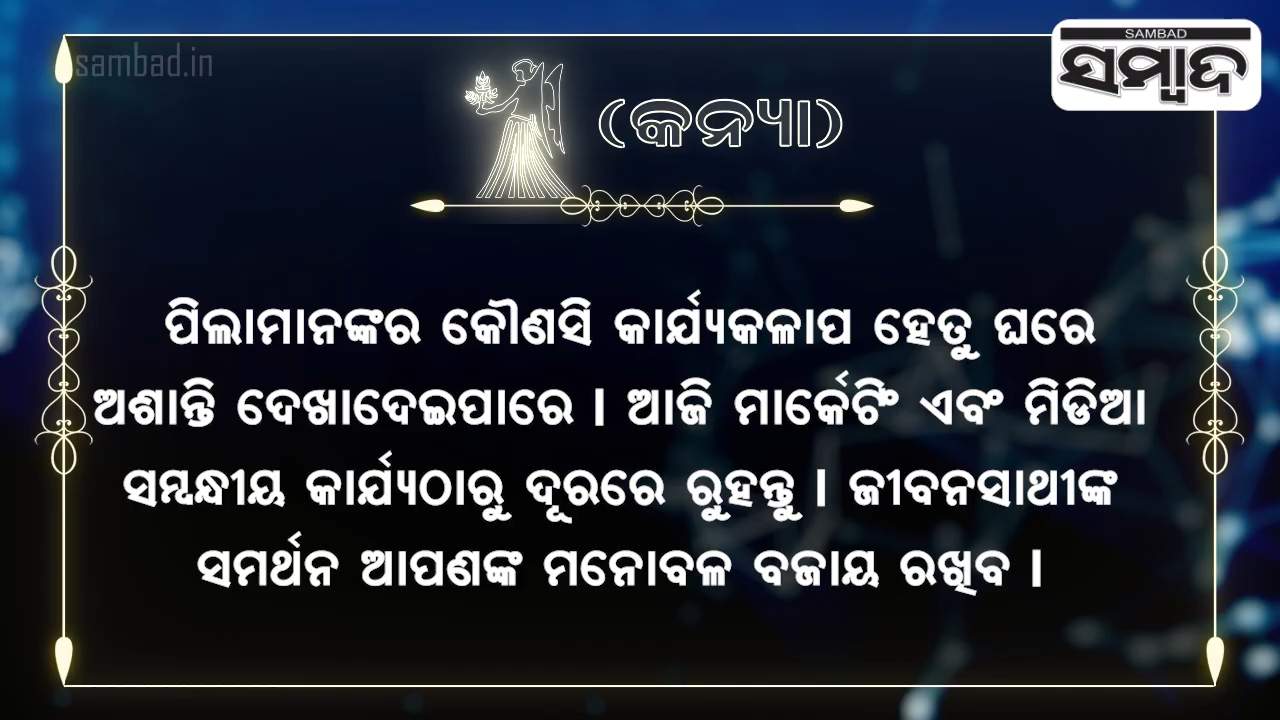 sambad.in
SAMBAD
ସମ୍ବାଦ
(କନ୍ୟା)
ପିଲାମାନଙ୍କର କୌଣସି କାର୍ଯ୍ୟକଳାପ ହେତୁ ଘରେ
ଅଶାନ୍ତି ଦେଖାଦେଇପାରେ । ଆଜି ମାର୍କେଟିଂ ଏବଂ ମିଡିଆ
ସମ୍ବନ୍ଧୀୟ କାର୍ଯ୍ୟଠାରୁ ଦୂରରେ ରୁହନ୍ତୁ । ଜୀବନସାଥୀଙ୍କ
ସମର୍ଥନ ଆପଣଙ୍କ ମନୋବଳ ବଜାୟ ରଖିବ ।